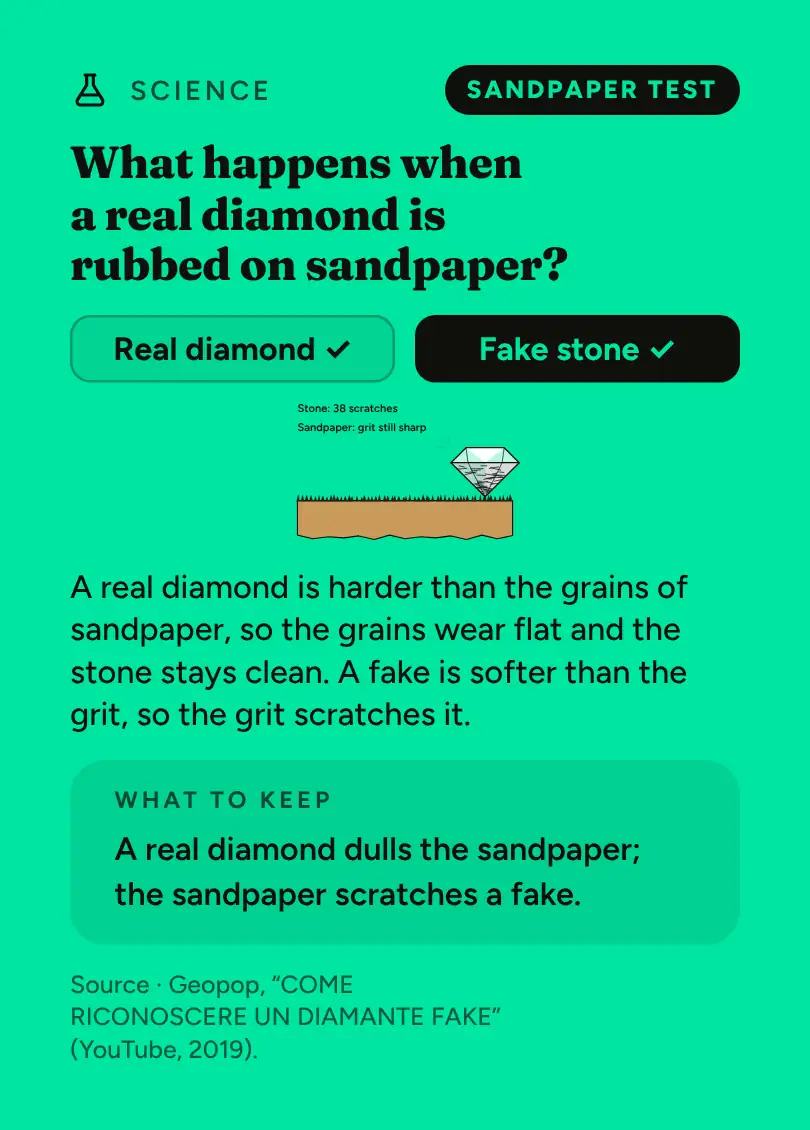 SCIENCE
SANDPAPER TEST
What happens when
a real diamond is
rubbed on sandpaper?
Real diamond ✓
Fake stone ✓
Stone: 38 scratches
Sandpaper: grit still sharp
A real diamond is harder than the grains of
sandpaper, so the grains wear flat and the
stone stays clean. A fake is softer than the
grit, so the grit scratches it.
WHAT TO KEEP
A real diamond dulls the sandpaper;
the sandpaper scratches a fake.
Source · Geopop, “COME
RICONOSCERE UN DIAMANTE FAKE”
(YouTube, 2019).